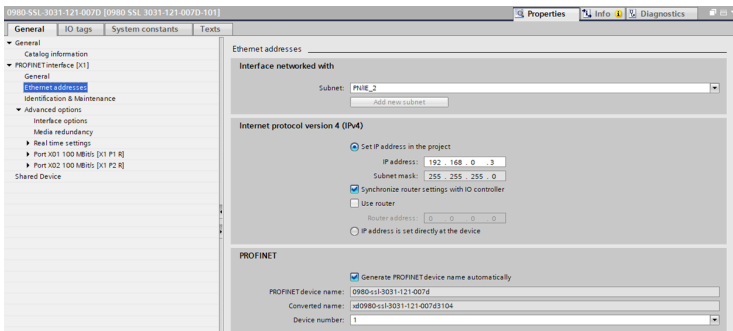 0980-SSL-3031-121-007D [0980 SSL 3031-121-007D-101]
Properties Info Diagnostics
General IO tags System constants Texts
General
Catalog information
PROFINET interface [X1]
General
Ethernet addresses
Identification & Maintenance
Advanced options
Interface options
Media redundancy
Real time settings
Port X01 100 MBit/s [X1 P1 R]
Port X02 100 MBit/s [X1 P2 R]
Shared Device
Ethernet addresses
Interface networked with
Subnet: PN/IE_2
Add new subnet
Internet protocol version 4 (IPv4)
Set IP address in the project
IP address: 192 . 168 . 0 . 3
Subnet mask: 255 . 255 . 255 . 0
Synchronize router settings with IO controller
Use router
Router address: 0 . 0 . 0 . 0
IP address is set directly at the device
PROFINET
Generate PROFINET device name automatically
PROFINET device name: 0980-ssl-3031-121-007d
Converted name: xd0980-ssl-3031-121-007d3104
Device number: 1